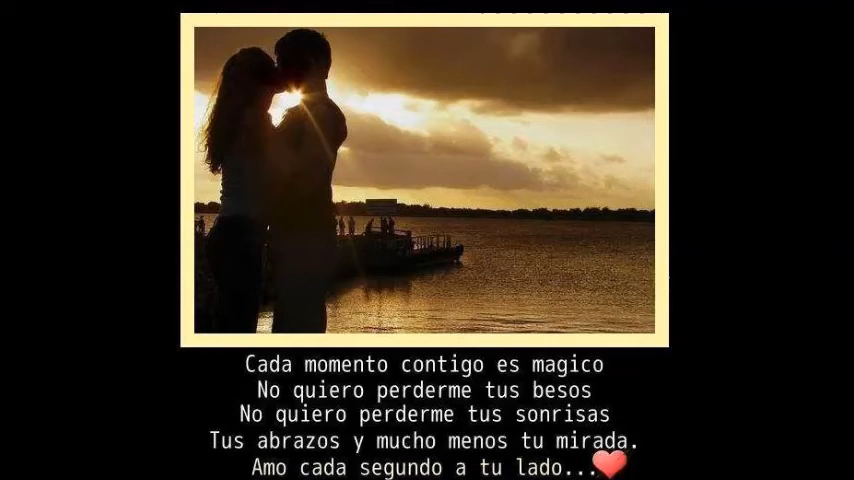 Cada momento contigo es magico
No quiero perderme tus besos
No quiero perderme tus sonrisas
Tus abrazos y mucho menos tu mirada.
Amo cada segundo a tu lado...❤